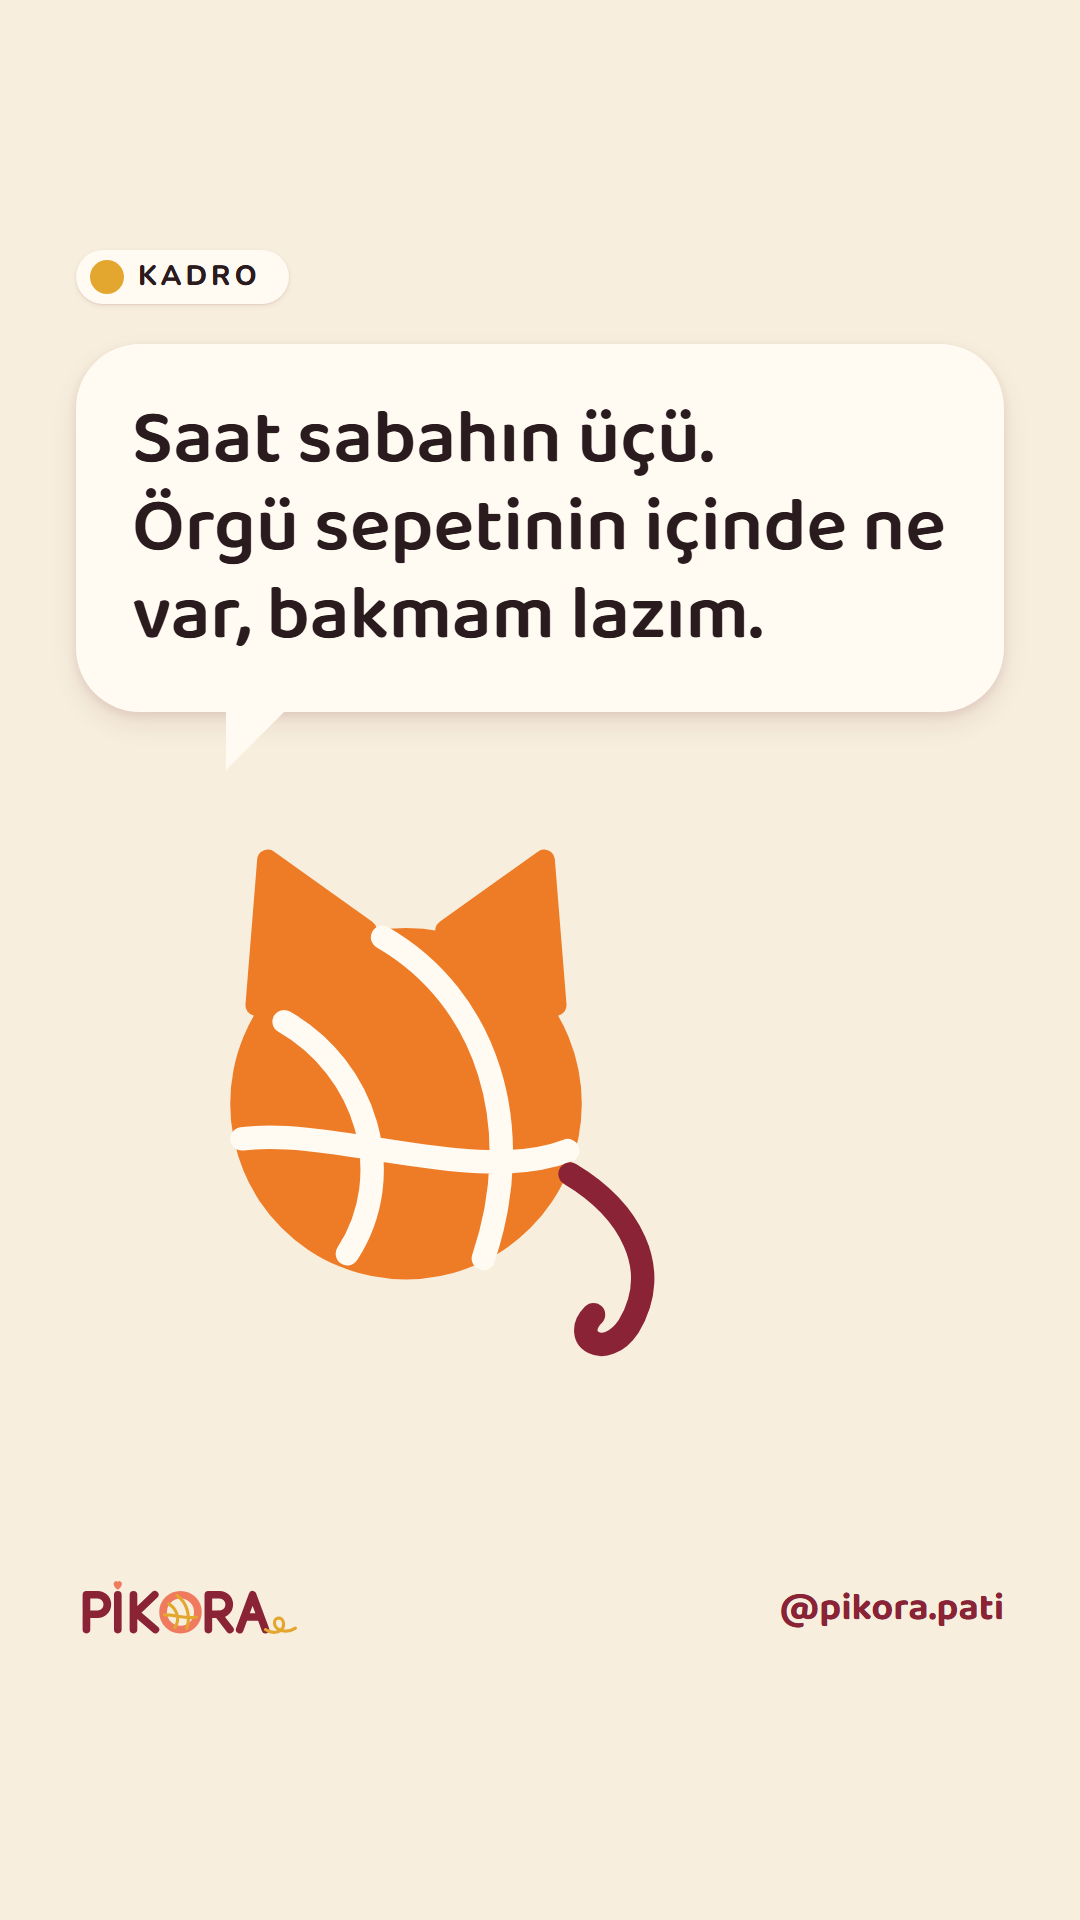 KADRO
Saat sabahın üçü.
Örgü sepetinin içinde ne
var, bakmam lazım.
PİKORA
@pikora.pati